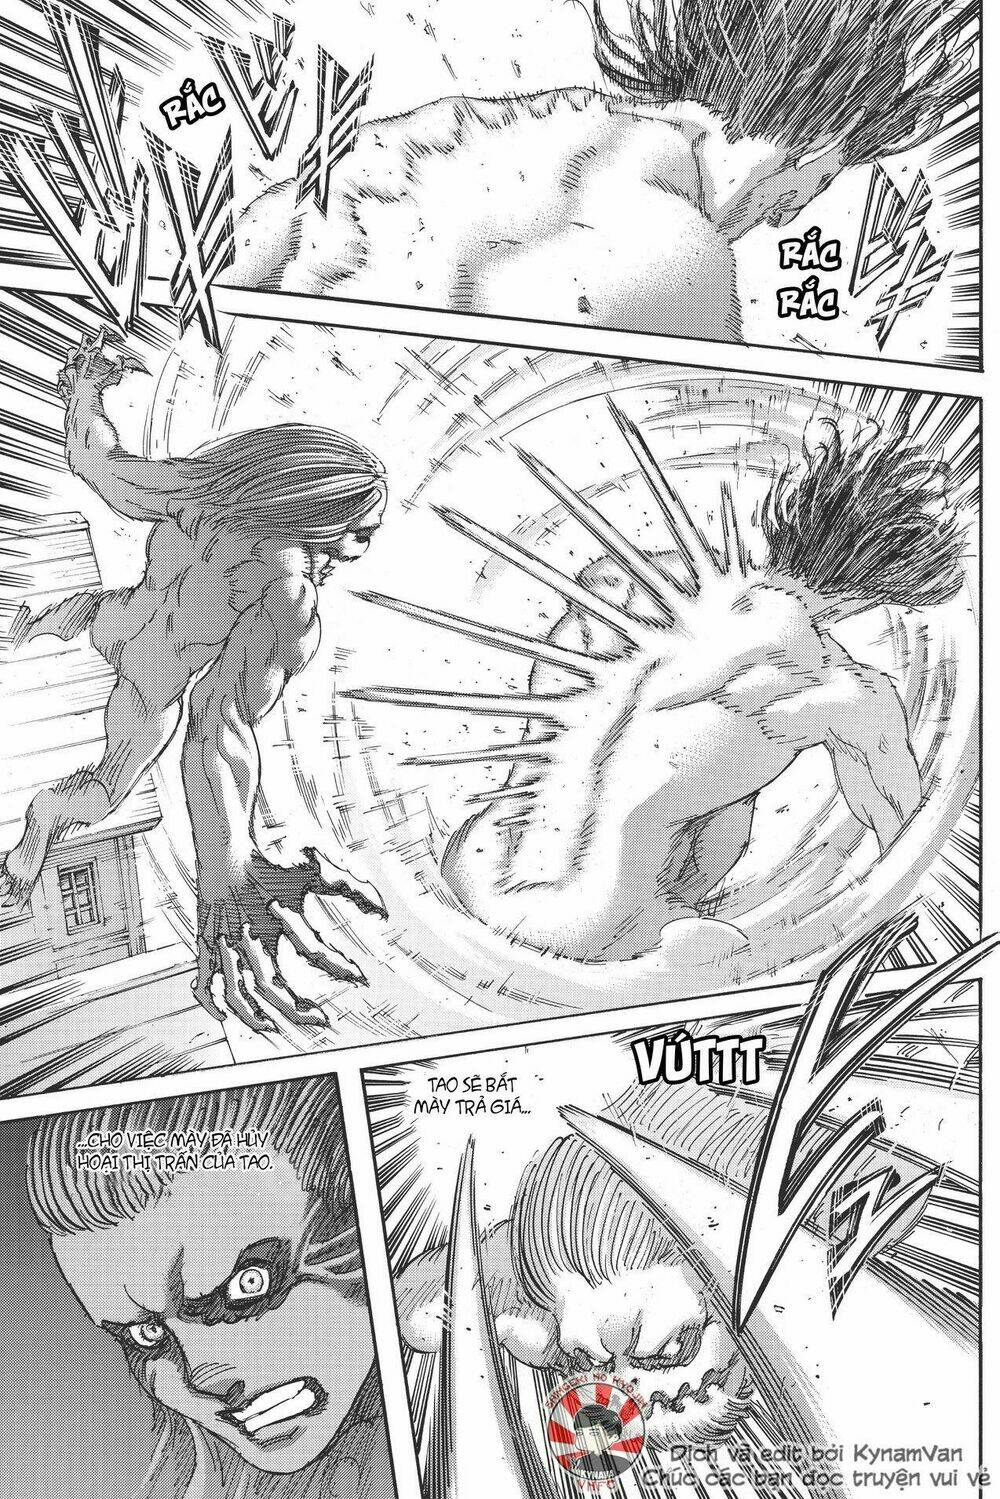 RẮC
RẮC
RẮC
VÚTTT
TAO SẼ BẮT
MÀY TRẢ GIÁ...
...CHO VIỆC MÀY ĐÃ HỦY
HOẠI THỊ TRẤN CỦA TAO.
Dịch và edit bởi KynamVan
Chúc các bạn đọc truyện vui vẻ